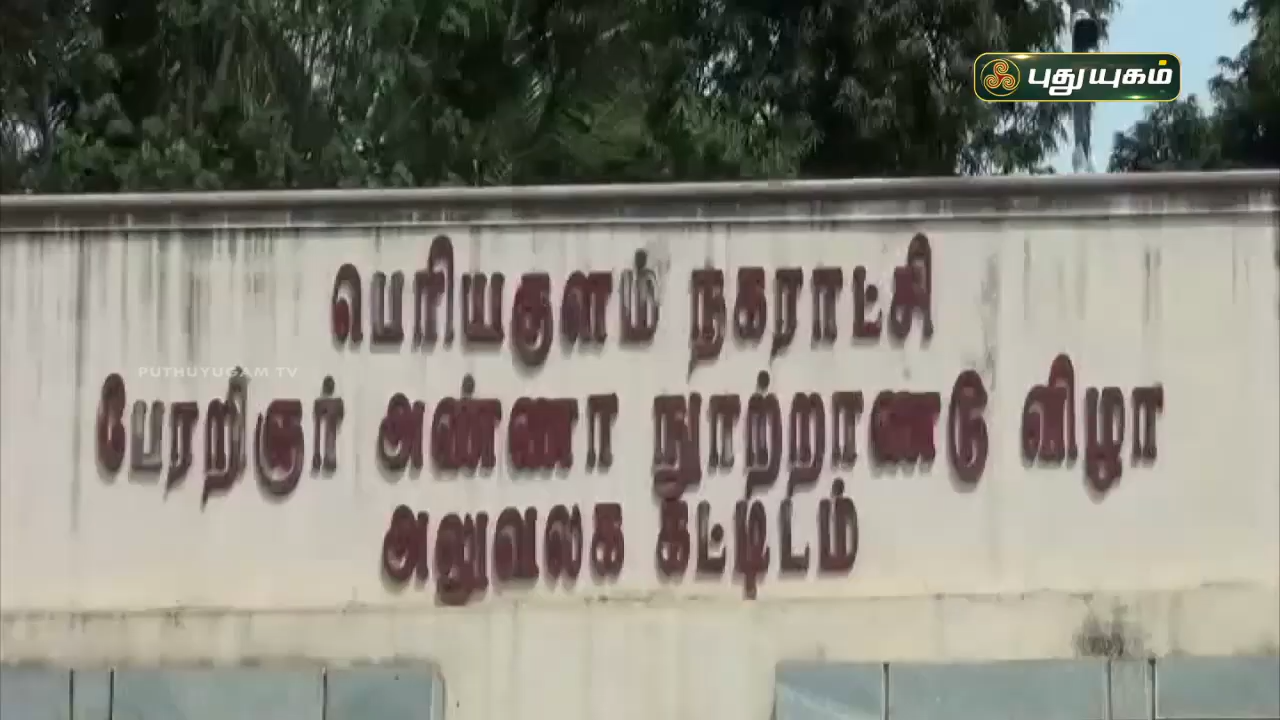 புதுயுகம்
பெரியகுளம் நகராட்சி
PUTHUYUGAM TV
பேரறிஞர் அண்ணா நூற்றாண்டு விழா
அலுவலக கட்டிடம்